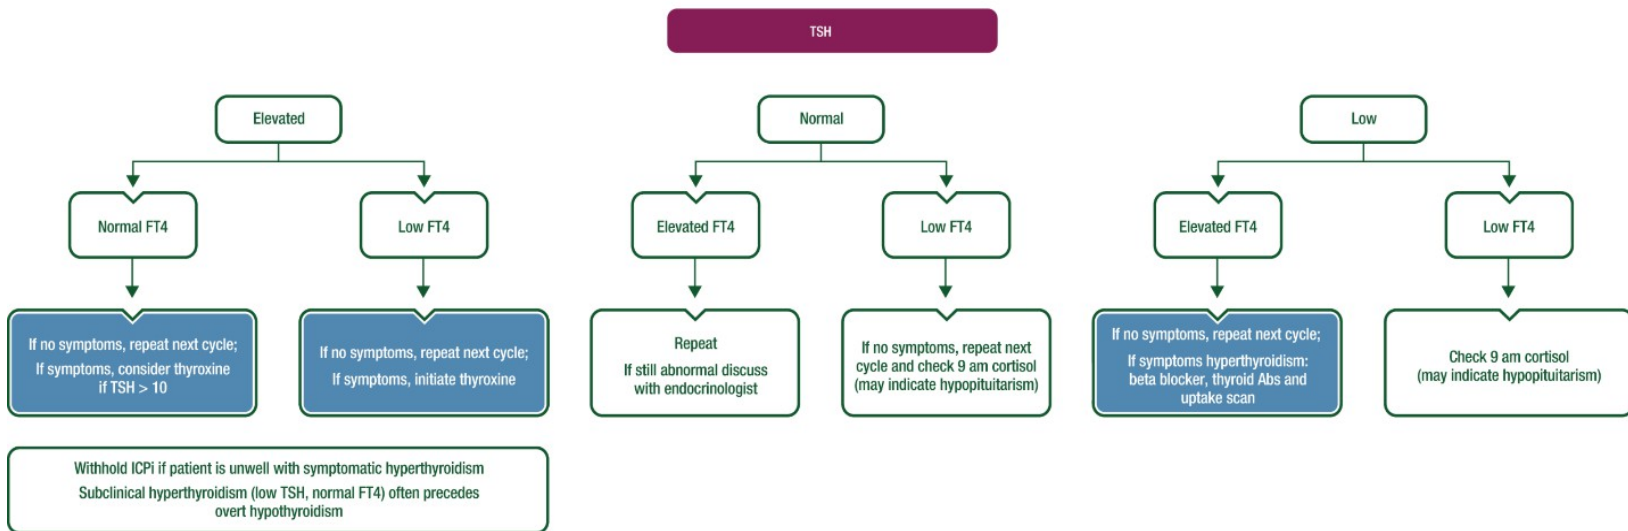 TSH
Elevated
Normal
Low
Normal FT4
Low FT4
Elevated FT4
Low FT4
Elevated FT4
Low FT4
If no symptoms, repeat next cycle;
If symptoms, consider thyroxine
if TSH > 10
If no symptoms, repeat next cycle;
If symptoms, initiate thyroxine
Repeat
If still abnormal discuss
with endocrinologist
If no symptoms, repeat next
cycle and check 9 am cortisol
(may indicate hypopituitarism)
If no symptoms, repeat next cycle;
If symptoms hyperthyroidism:
beta blocker, thyroid Abs and
uptake scan
Check 9 am cortisol
(may indicate hypopituitarism)
Withhold ICPi if patient is unwell with symptomatic hyperthyroidism
Subclinical hyperthyroidism (low TSH, normal FT4) often precedes
overt hypothyroidism